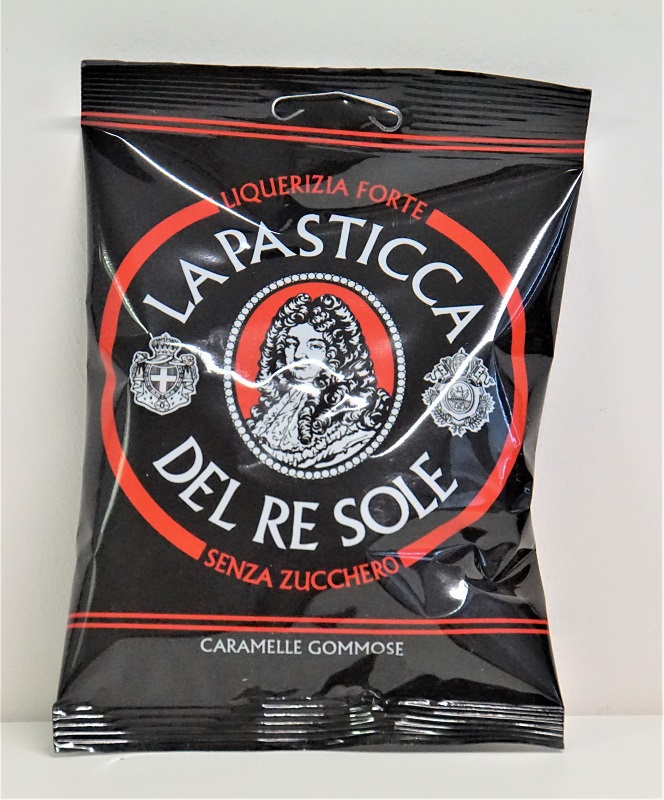 LIQUERIZIA FORTE
LA PASTICCA
DEL RE SOLE
SENZA ZUCCHERO
CARAMELLE GOMMOSE